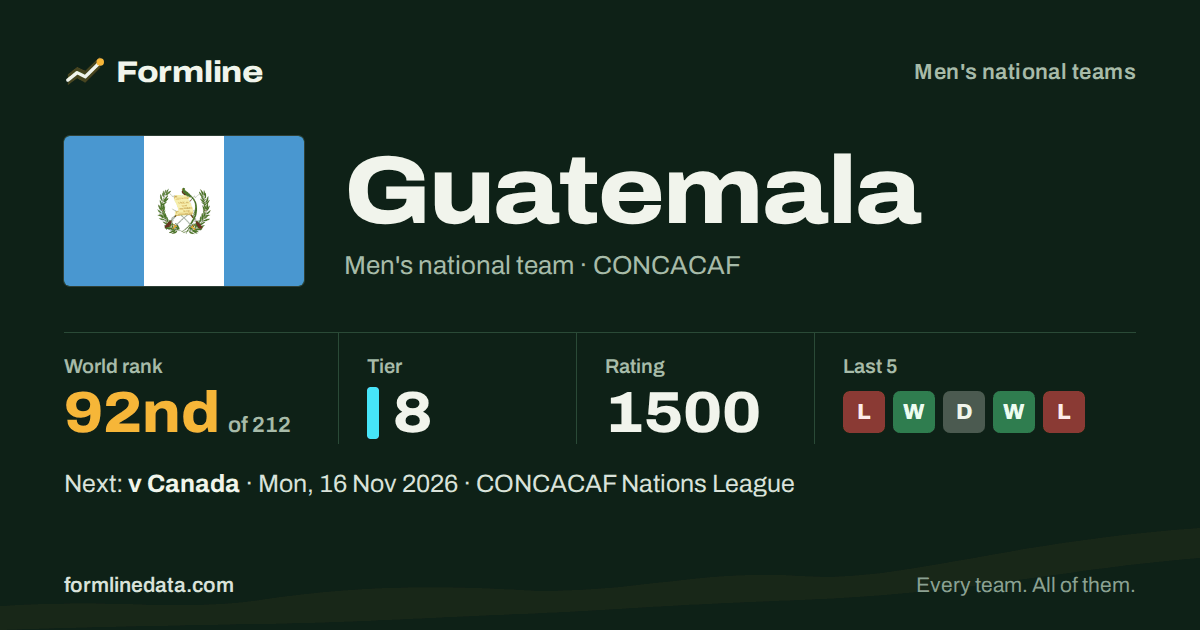 Formline
Men's national teams
Guatemala
Men's national team · CONCACAF
World rank
92nd of 212
Tier
8
Rating
1500
Last 5
L W D W L
Next: v Canada · Mon, 16 Nov 2026 · CONCACAF Nations League
formlinedata.com
Every team. All of them.